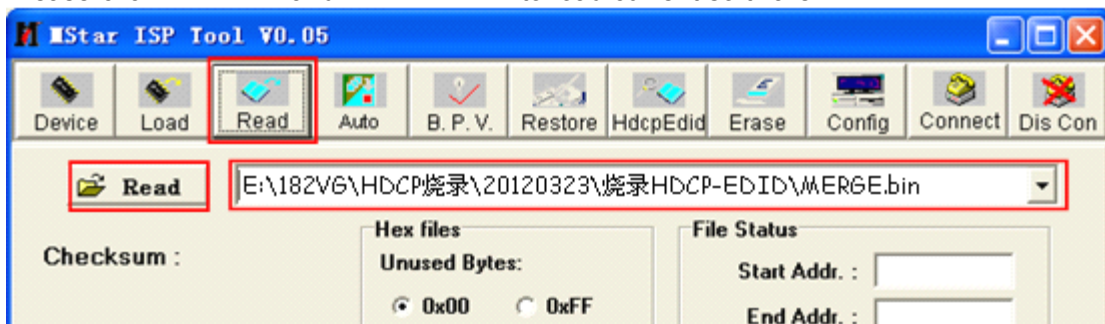 MStar ISP Tool V0.05
Device Load Read Auto B.P.V. Restore HdcpEdid Erase Config Connect Dis Con
Read E:\182VG\HDCP烧录\20120323\烧录HDCP-EDID\MERGE.bin
Checksum :
Hex files
Unused Bytes:
0x00 0xFF
File Status
Start Addr. :
End Addr. :